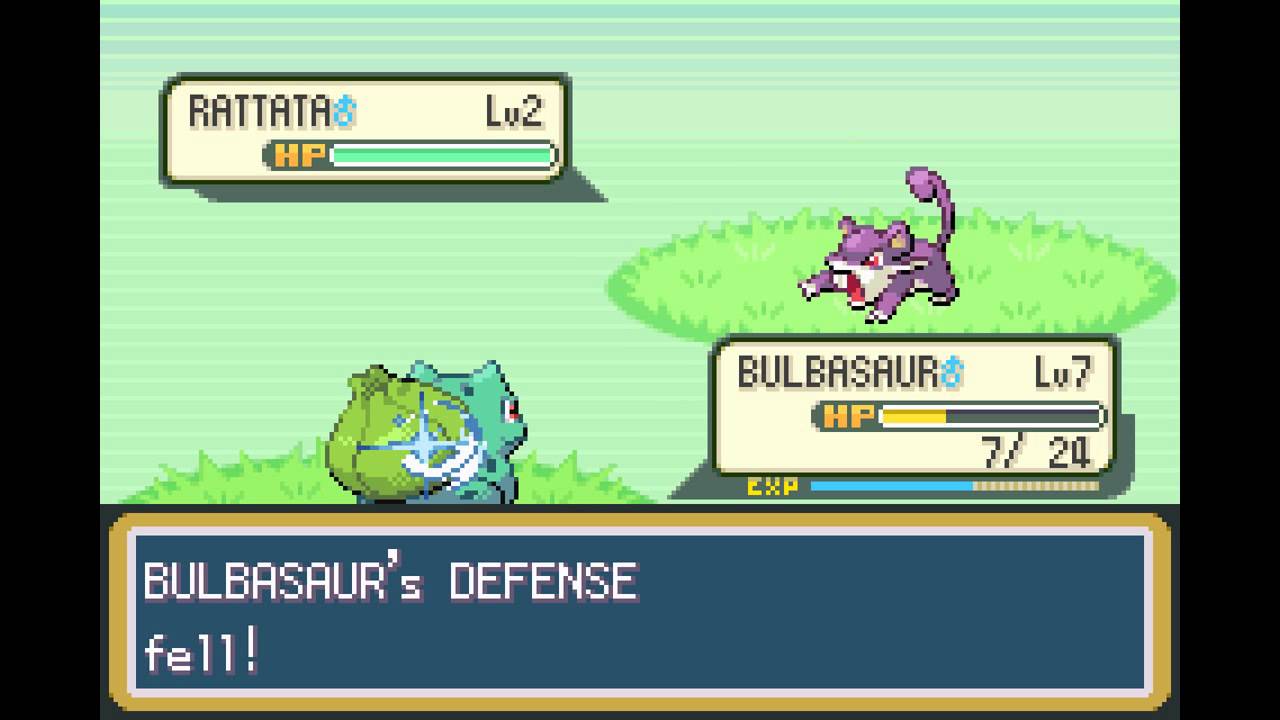 RATTATA♂ Lv2
HP
BULBASAUR♂ Lv7
HP
7/ 24
EXP
BULBASAUR's DEFENSE
fell!